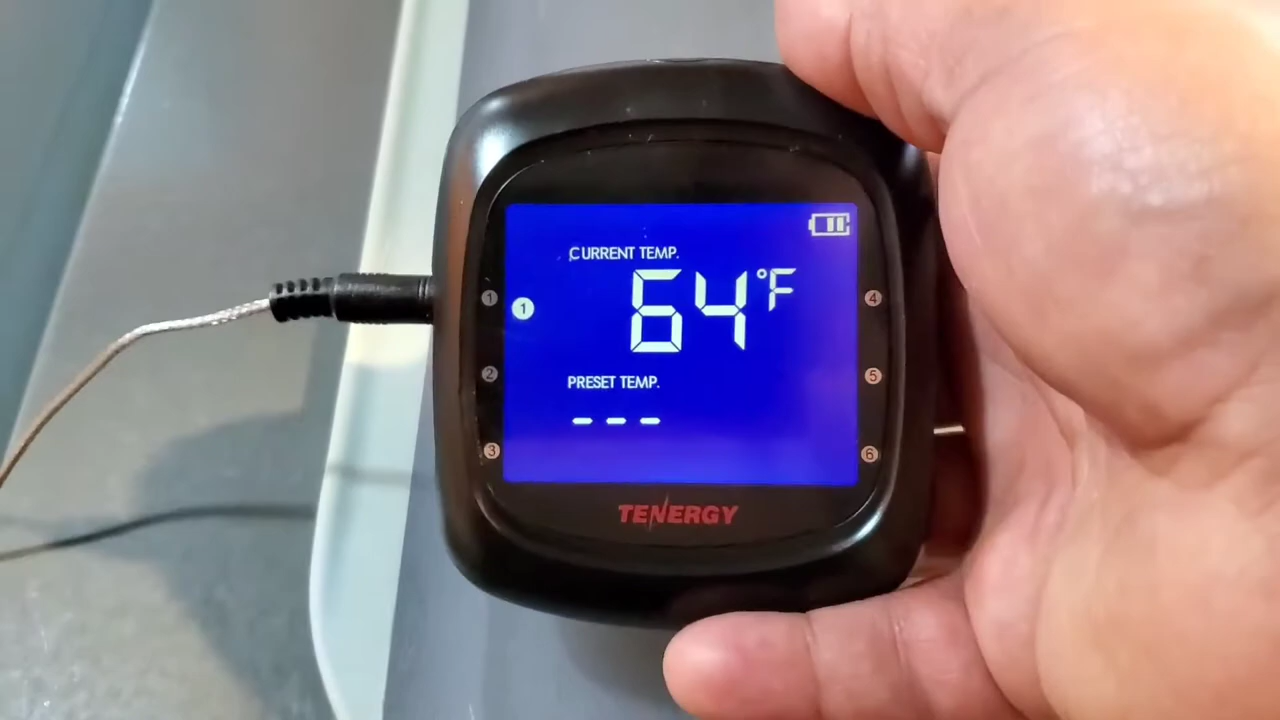 CURRENT TEMP.
1 64 °F
PRESET TEMP.
- - -
1
2
3
4
5
6
TENERGY